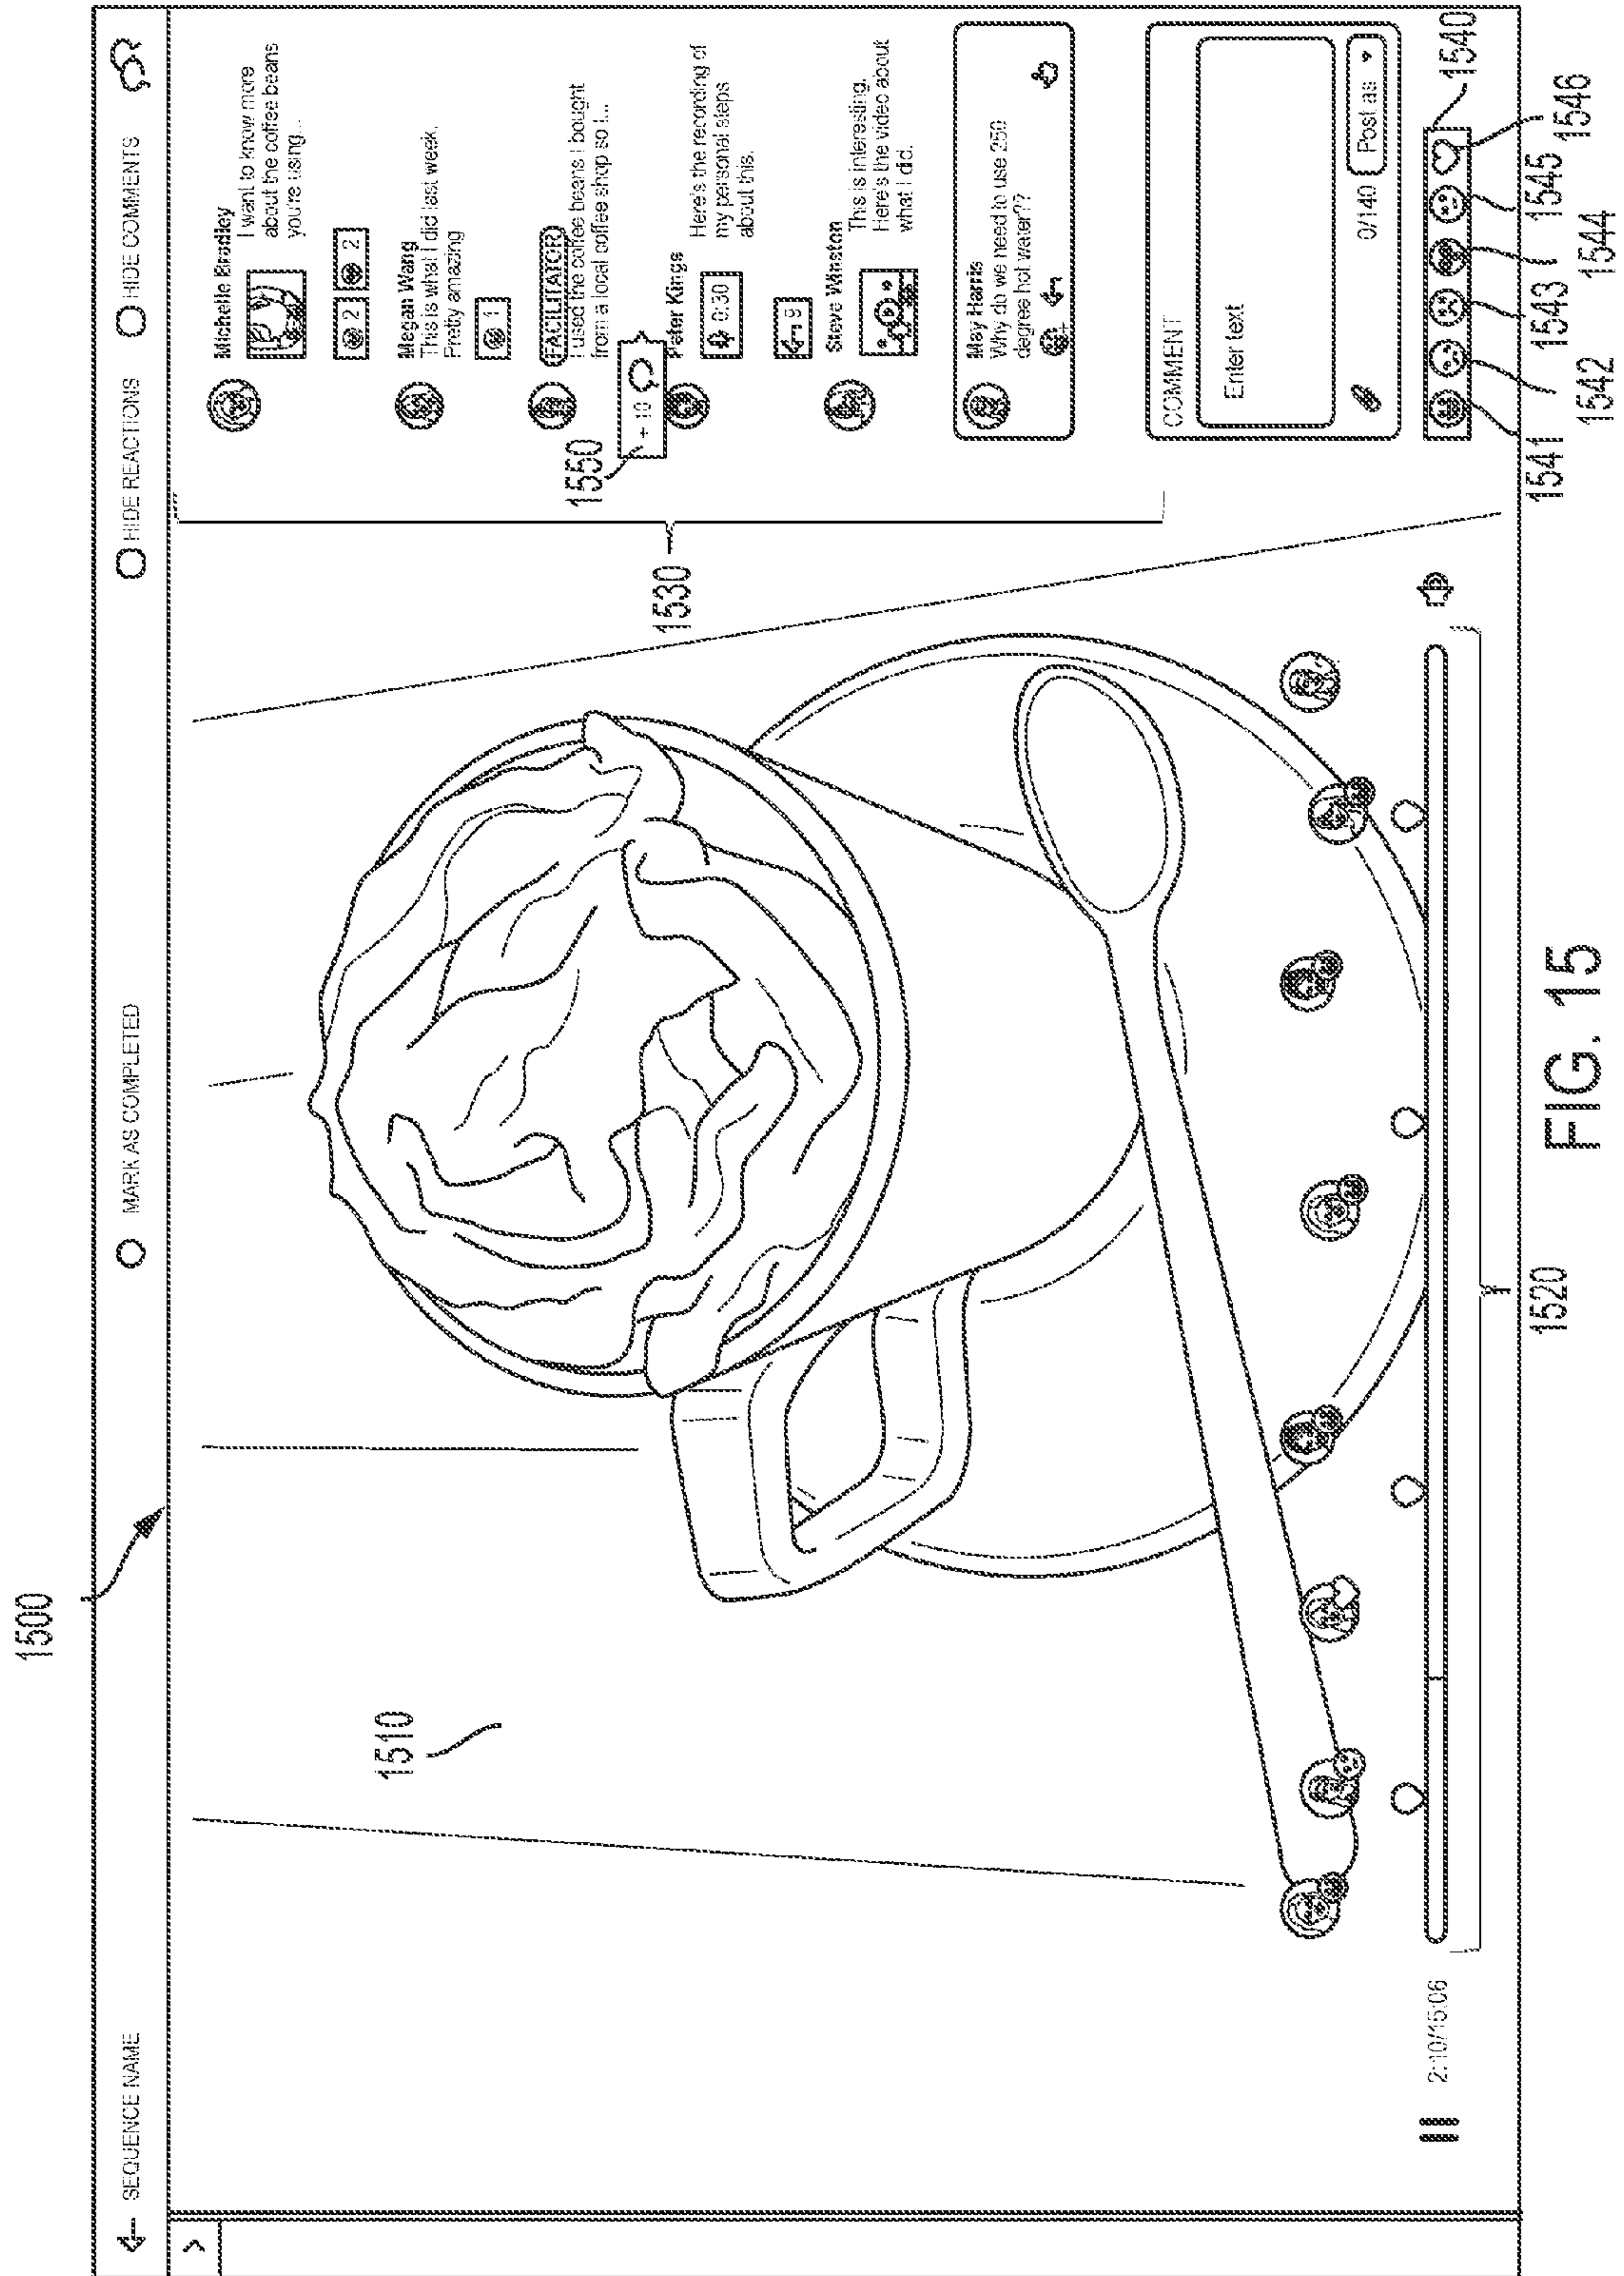 1500
SEQUENCE NAME
MARK AS COMPLETED
HIDE REACTIONS
HIDE COMMENTS
1510
Michelle Bradley
I want to know more
about the coffee beans
you're using...
2
2
Megan Wang
This is what I did last week.
Pretty amazing
1
FACILITATOR
I used the coffee beans I bought
from a local coffee shop so I...
1550
+ 10
1530
Peter Kings
0:30
Here's the recording of
my personal steps
about this.
9
Steve Winston
This is interesting.
Here's the video about
what I did.
May Harris
Why do we need to use 250
degree hot water??
COMMENT
Enter text
0/140
Post as
2:10/15:06
1520
1540
1541
1542
1543
1544
1545
1546
FIG. 15